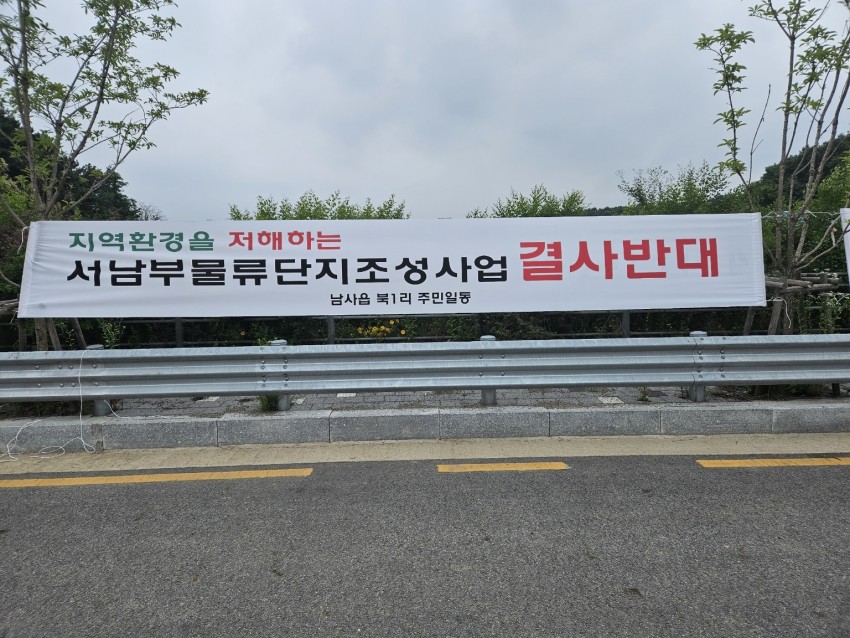 지역환경을 저해하는
서남부물류단지조성사업 결사반대
남사읍 북1리 주민일동